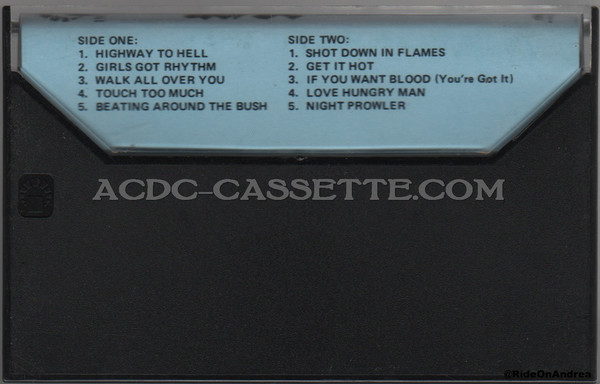 SIDE ONE:
1. HIGHWAY TO HELL
2. GIRLS GOT RHYTHM
3. WALK ALL OVER YOU
4. TOUCH TOO MUCH
5. BEATING AROUND THE BUSH
SIDE TWO:
1. SHOT DOWN IN FLAMES
2. GET IT HOT
3. IF YOU WANT BLOOD (You're Got It)
4. LOVE HUNGRY MAN
5. NIGHT PROWLER
ACDC-CASSETTE.COM
©RideOnAndrea